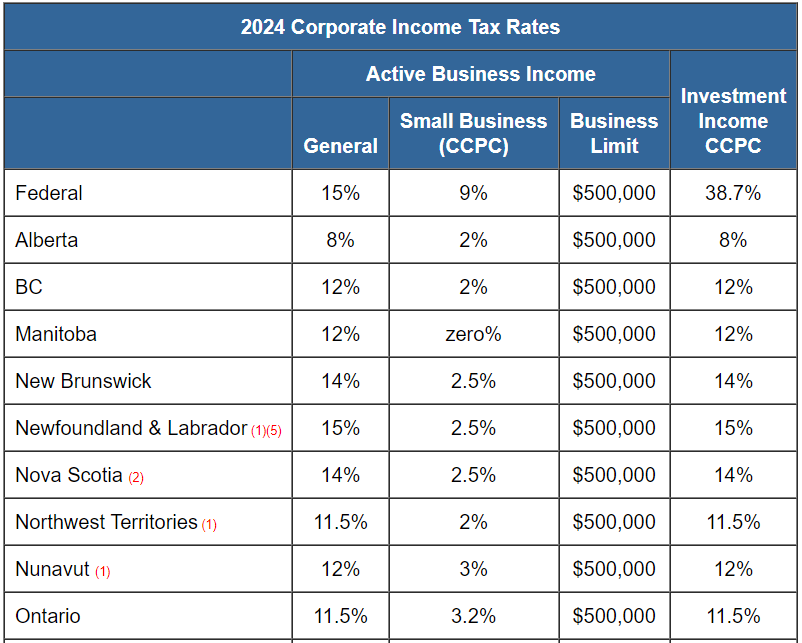 2024 Corporate Income Tax Rates
Active Business Income
Investment
Income
CCPC
General
Small Business
(CCPC)
Business
Limit
Federal 15% 9% $500,000 38.7%
Alberta 8% 2% $500,000 8%
BC 12% 2% $500,000 12%
Manitoba 12% zero% $500,000 12%
New Brunswick 14% 2.5% $500,000 14%
Newfoundland & Labrador (1)(5) 15% 2.5% $500,000 15%
Nova Scotia (2) 14% 2.5% $500,000 14%
Northwest Territories (1) 11.5% 2% $500,000 11.5%
Nunavut (1) 12% 3% $500,000 12%
Ontario 11.5% 3.2% $500,000 11.5%